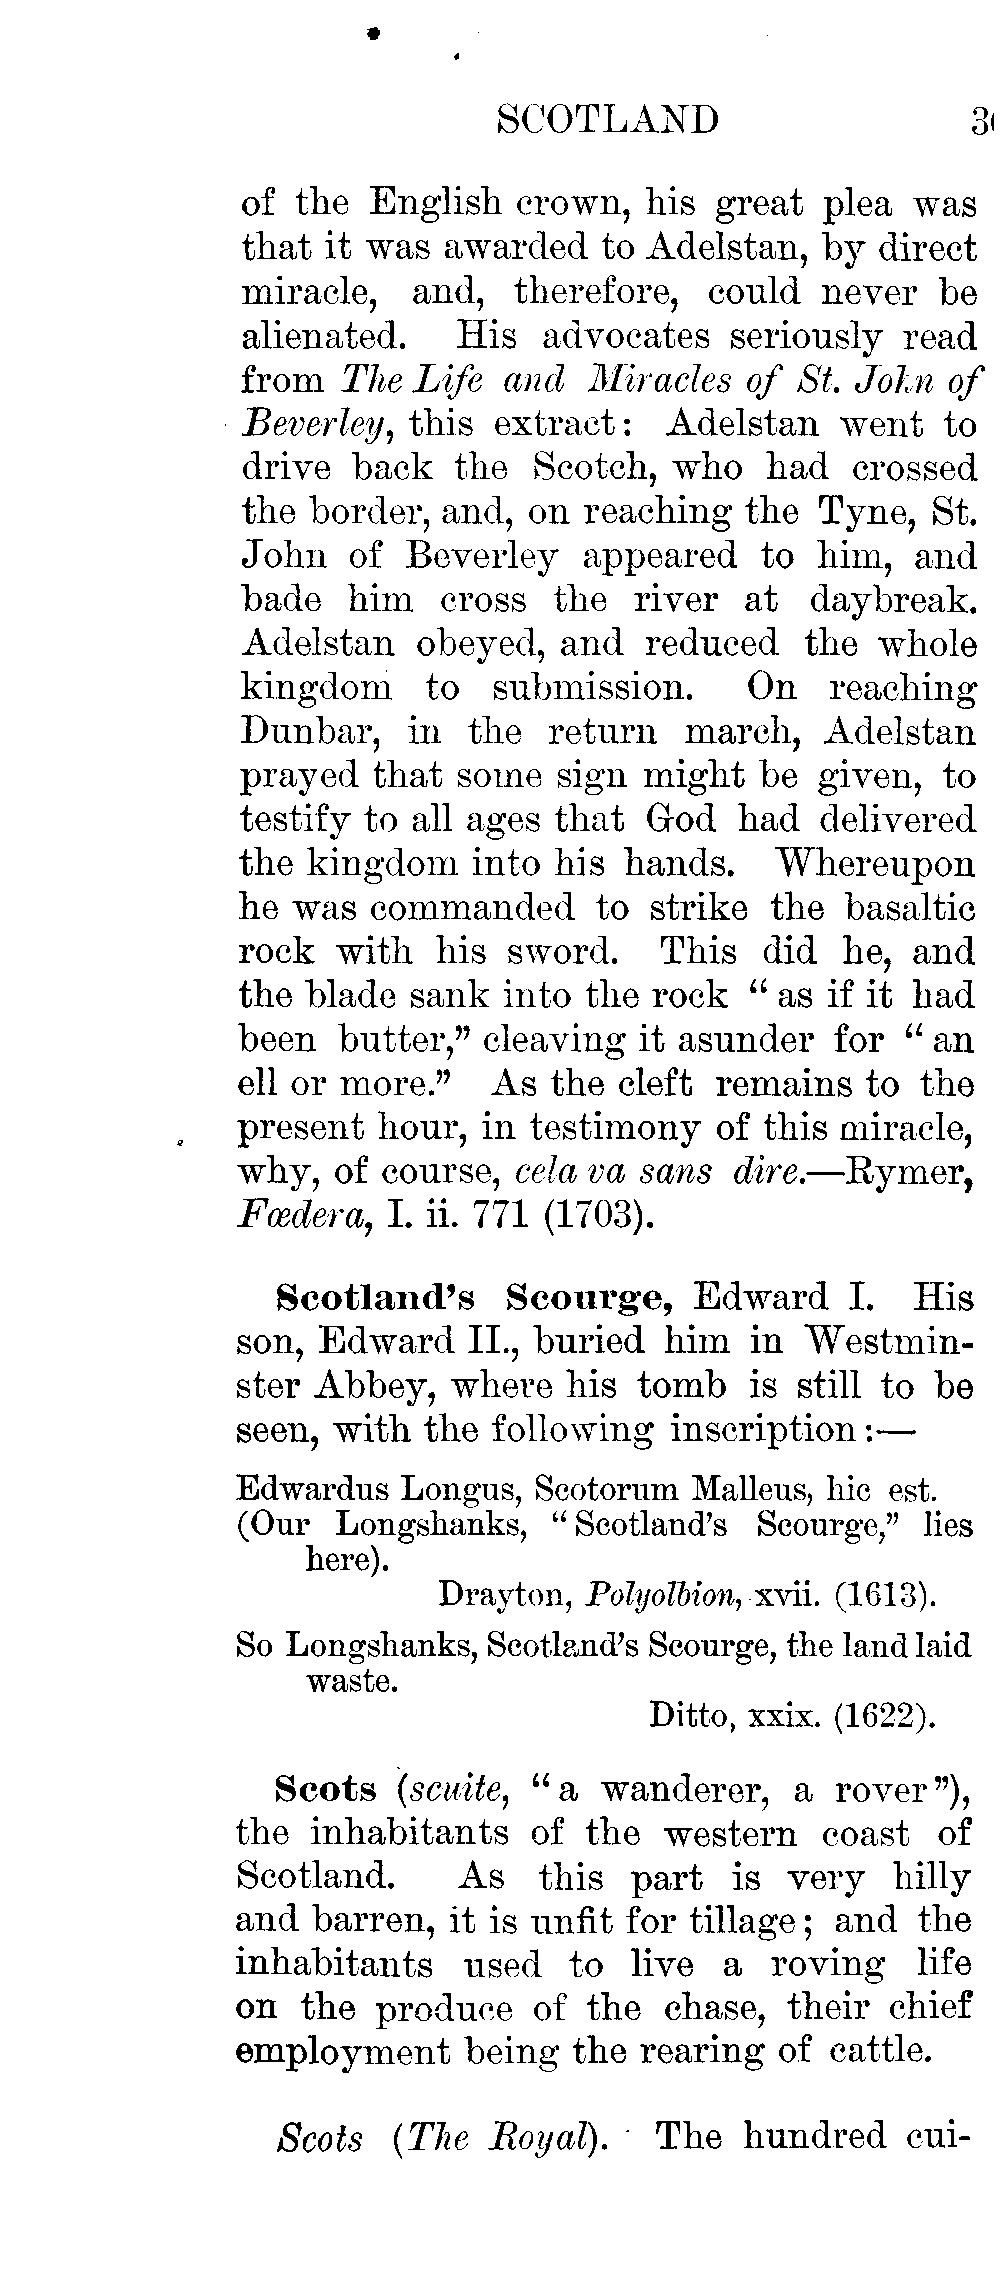 SCOTLAND
of the English crown, his great plea was
that it was awarded to Adelstan, by direct
miracle, and, therefore, could never be
alienated. His advocates seriously read
from The Life and Miracles of St. John of
Beverley, this extract: Adelstan went to
drive back the Scotch, who had crossed
the border, and, on reaching the Tyne, St.
John of Beverley appeared to him, and
bade him cross the river at daybreak.
Adelstan obeyed, and reduced the whole
kingdom to submission. On reaching
Dunbar, in the return march, Adelstan
prayed that some sign might be given, to
testify to all ages that God had delivered
the kingdom into his hands. Whereupon
he was commanded to strike the basaltic
rock with his sword. This did he, and
the blade sank into the rock “as if it had
been butter,” cleaving it asunder for “an
ell or more.” As the cleft remains to the
present hour, in testimony of this miracle,
why, of course, cela va sans dire.—Rymer,
Fœdera, I. ii. 771 (1703).
Scotland's Scourge, Edward I. His
son, Edward II., buried him in Westmin-
ster Abbey, where his tomb is still to be
seen, with the following inscription:—
Edwardus Longus, Scotorum Malleus, hic est.
(Our Longshanks, “Scotland's Scourge,” lies
here).
Drayton, Polyolbion, xvii. (1613).
So Longshanks, Scotland's Scourge, the land laid
waste.
Ditto, xxix. (1622).
Scots (scuite, “a wanderer, a rover”),
the inhabitants of the western coast of
Scotland. As this part is very hilly
and barren, it is unfit for tillage; and the
inhabitants used to live a roving life
on the produce of the chase, their chief
employment being the rearing of cattle.
Scots (The Royal). The hundred cui-